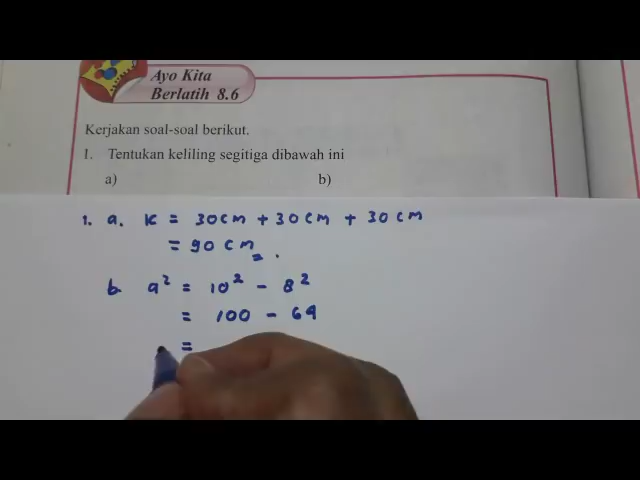 Ayo Kita
Berlatih 8.6
Kerjakan soal-soal berikut.
1. Tentukan keliling segitiga dibawah ini
a) b)
1. a. K = 30 cm + 30 cm + 30 cm
= 90 cm.
b a² = 10² - 8²
= 100 - 64
=